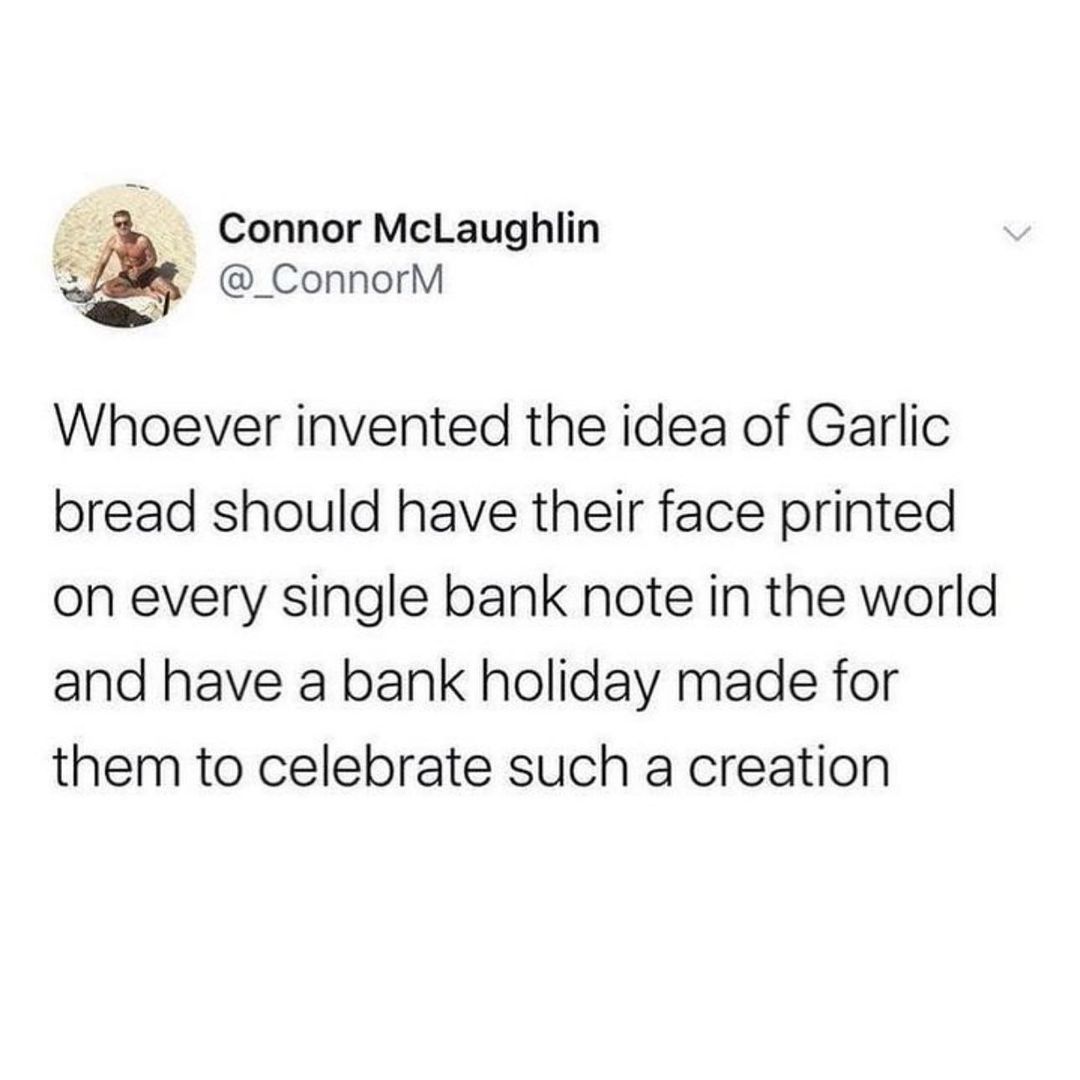 Connor McLaughlin
@_ConnorM
Whoever invented the idea of Garlic
bread should have their face printed
on every single bank note in the world
and have a bank holiday made for
them to celebrate such a creation